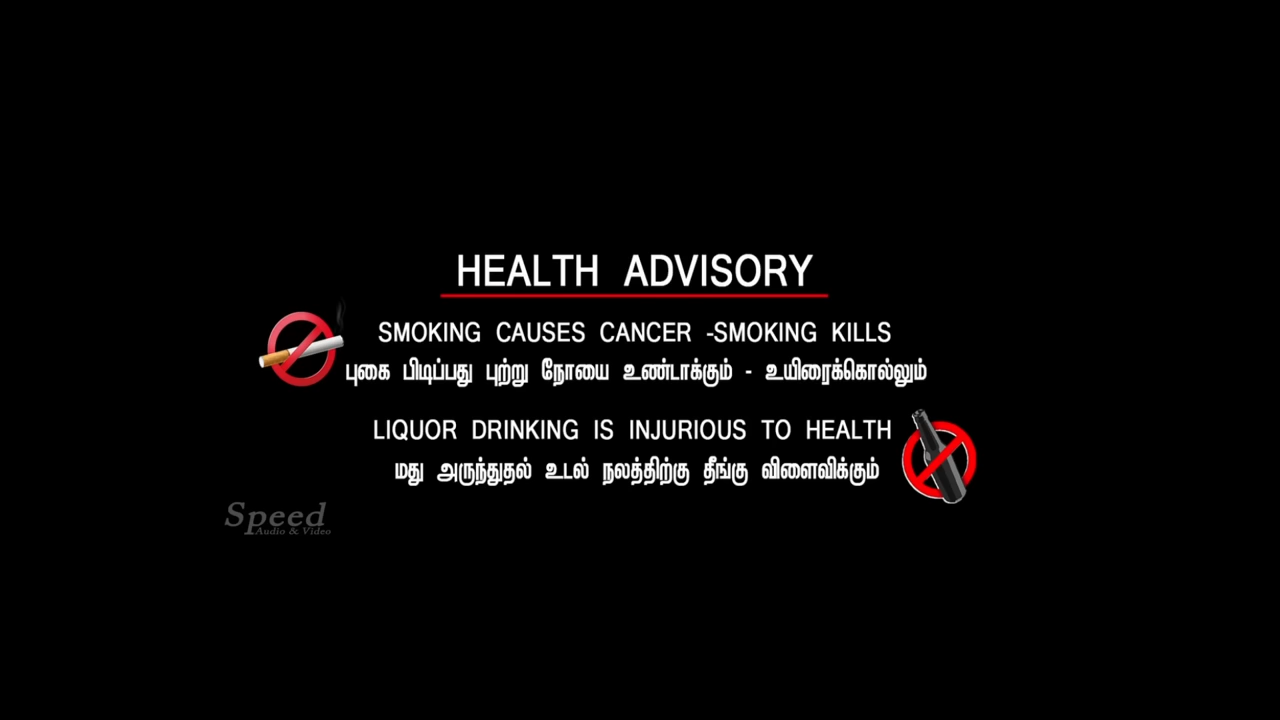 HEALTH ADVISORY
SMOKING CAUSES CANCER -SMOKING KILLS
புகை பிடிப்பது புற்று நோயை உண்டாக்கும் - உயிரைக்கொல்லும்
LIQUOR DRINKING IS INJURIOUS TO HEALTH
மது அருந்துதல் உடல் நலத்திற்கு தீங்கு விளைவிக்கும்
Speed
Audio & Video